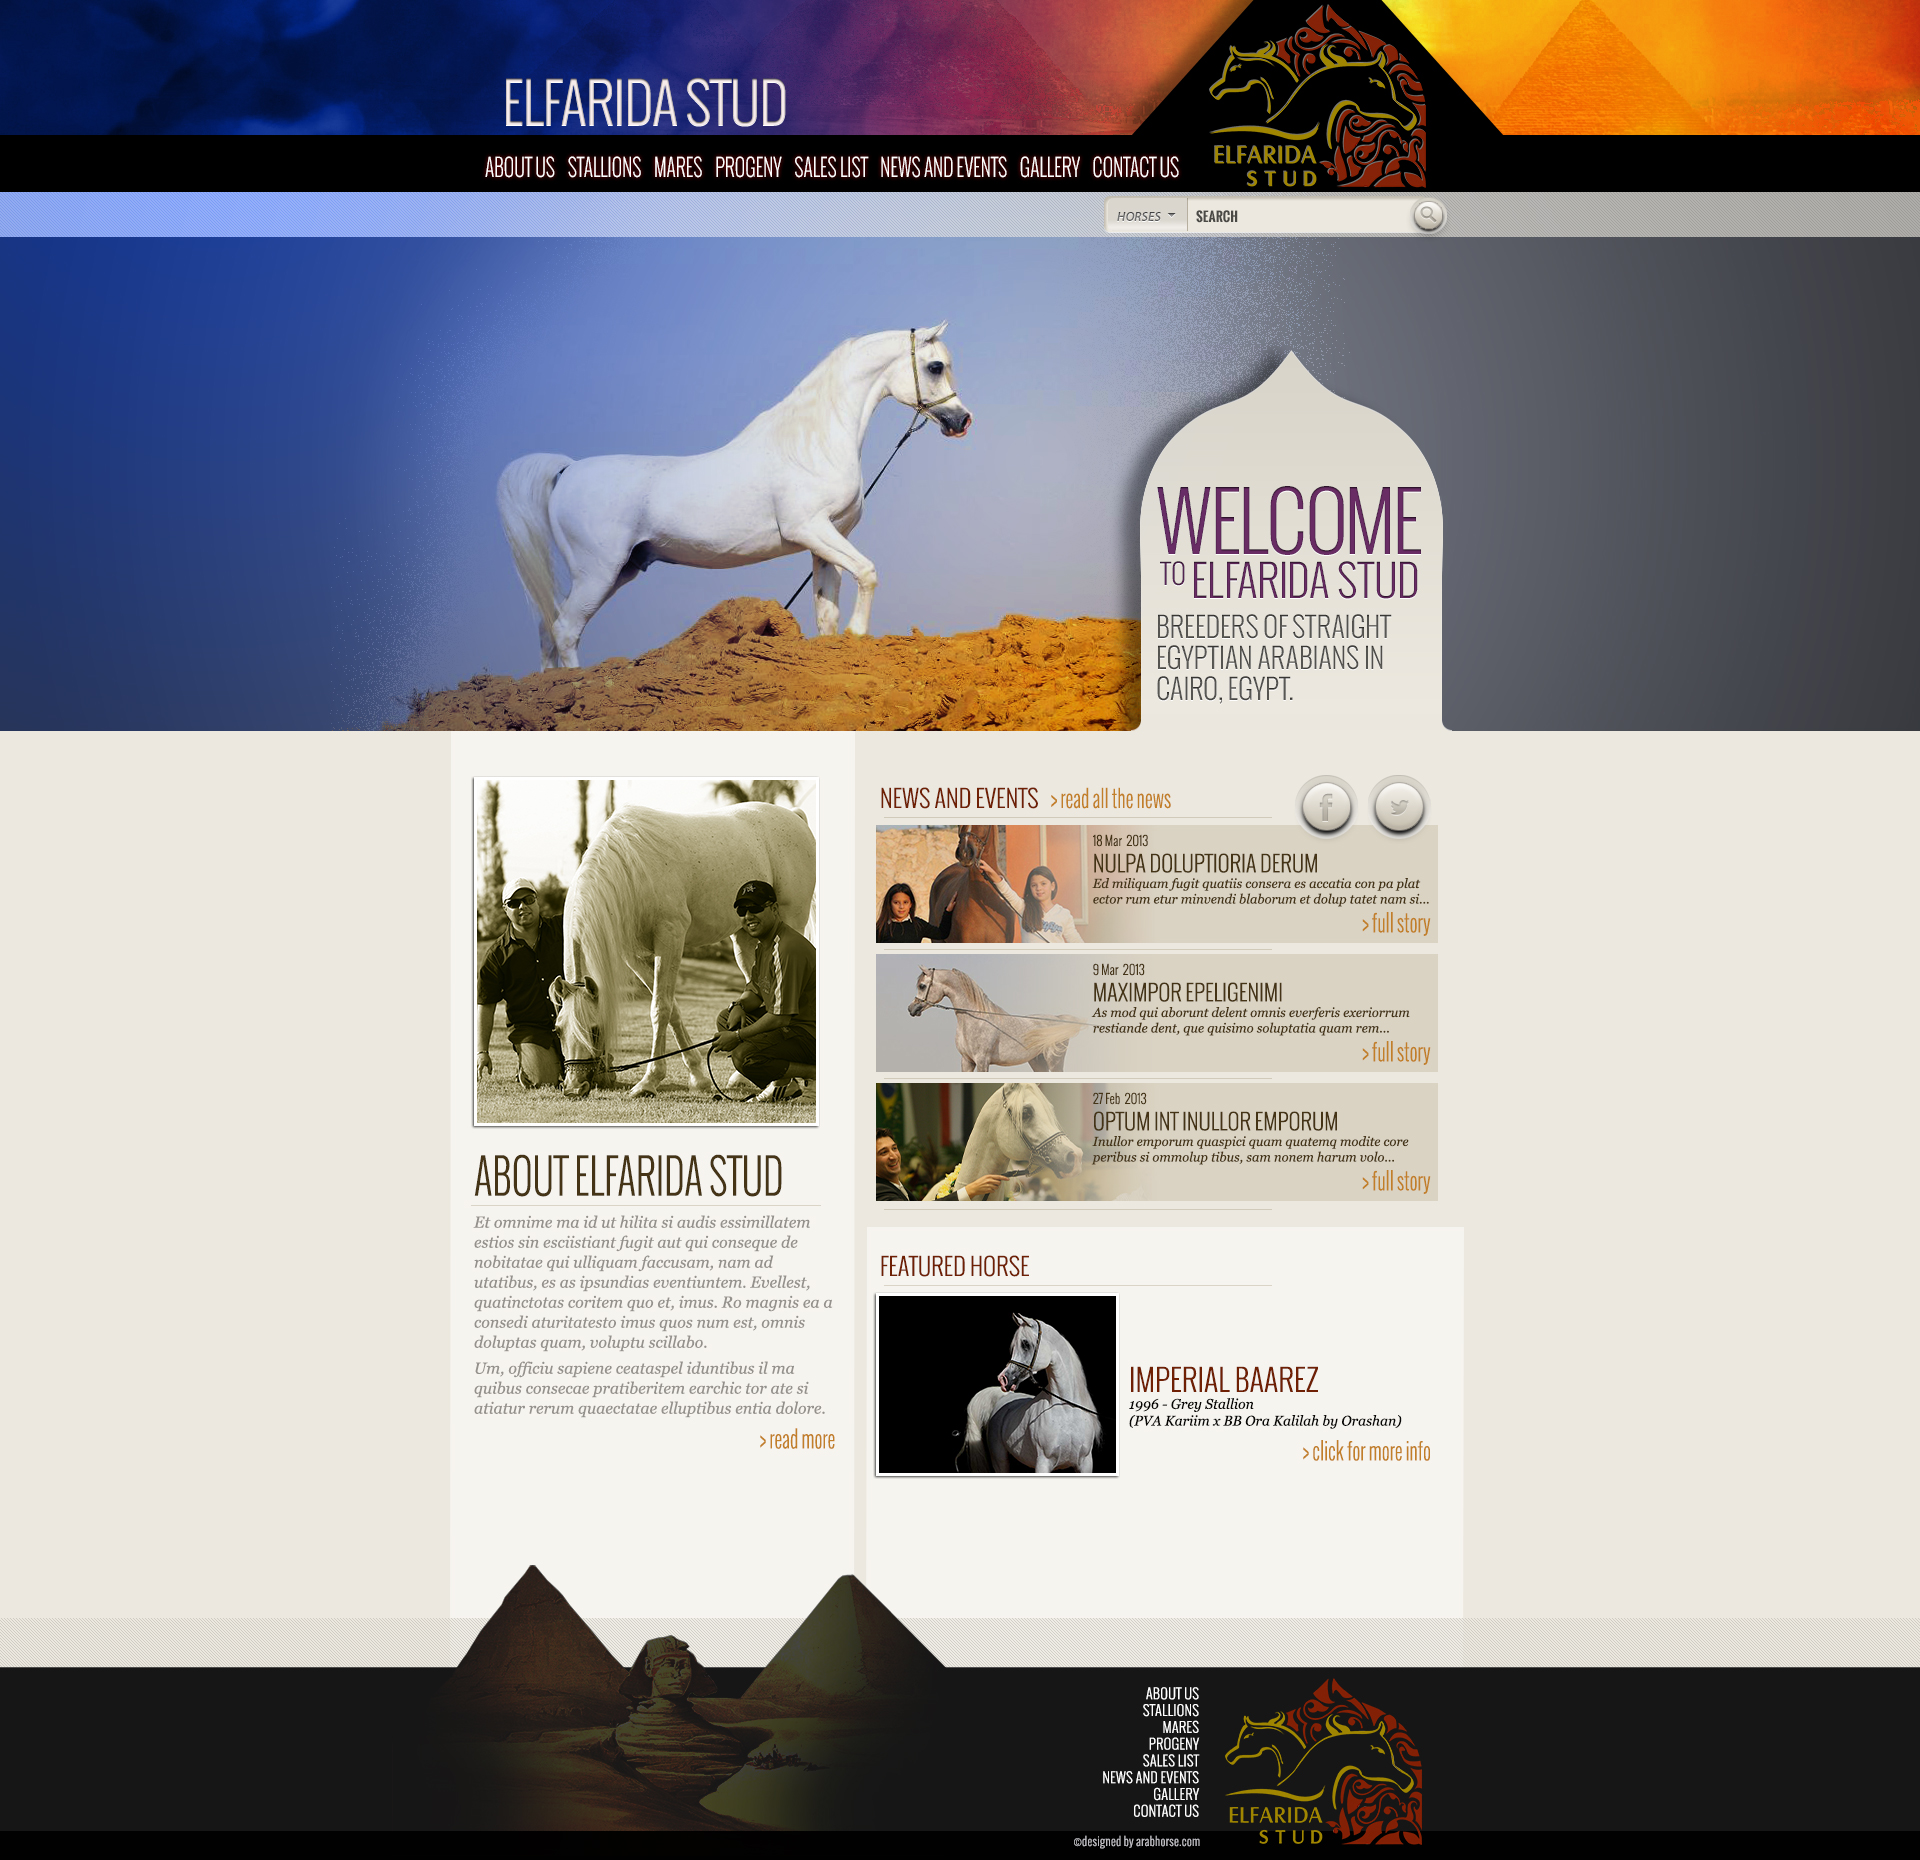 ELFARIDA STUD
ELFARIDA
STUD
ABOUT US STALLIONS MARES PROGENY SALES LIST NEWS AND EVENTS GALLERY CONTACT US
HORSES SEARCH
WELCOME
TO ELFARIDA STUD
BREEDERS OF STRAIGHT
EGYPTIAN ARABIANS IN
CAIRO, EGYPT.
ABOUT ELFARIDA STUD
Et omnime ma id ut hilita si audis essimillatem
estios sin esciistiant fugit aut qui conseque de
nobitatae qui ulliquam faccusam, nam ad
utatibus, es as ipsundias eventiuntem. Evellest,
quatinctotas coritem quo et, imus. Ro magnis ea a
consedi aturitatesto imus quos num est, omnis
doluptas quam, voluptu scillabo.
Um, officiu sapiene ceataspel iduntibus il ma
quibus consecae pratiberitem earchic tor ate si
atiatur rerum quaectatae elluptibus entia dolore.
> read more
NEWS AND EVENTS > read all the news
f
18 Mar 2013
NULPA DOLUPTIORIA DERUM
Ed miliquam fugit quatiis consera es accatia con pa plat
ector rum etur minvendi blaborum et dolup tatet nam si...
> full story
9 Mar 2013
MAXIMPOR EPELIGENIMI
As mod qui aborunt delent omnis everferis exeriorrum
restiande dent, que quisimo soluptatia quam rem...
> full story
27 Feb 2013
OPTUM INT INULLOR EMPORUM
Inullor emporum quaspici quam quatemq modite core
peribus si ommolup tibus, sam nonem harum volo...
> full story
FEATURED HORSE
IMPERIAL BAAREZ
1996 - Grey Stallion
(PVA Kariim x BB Ora Kalilah by Orashan)
> click for more info
ABOUT US
STALLIONS
MARES
PROGENY
SALES LIST
NEWS AND EVENTS
GALLERY
CONTACT US
©designed by arabhorse.com
ELFARIDA
STUD